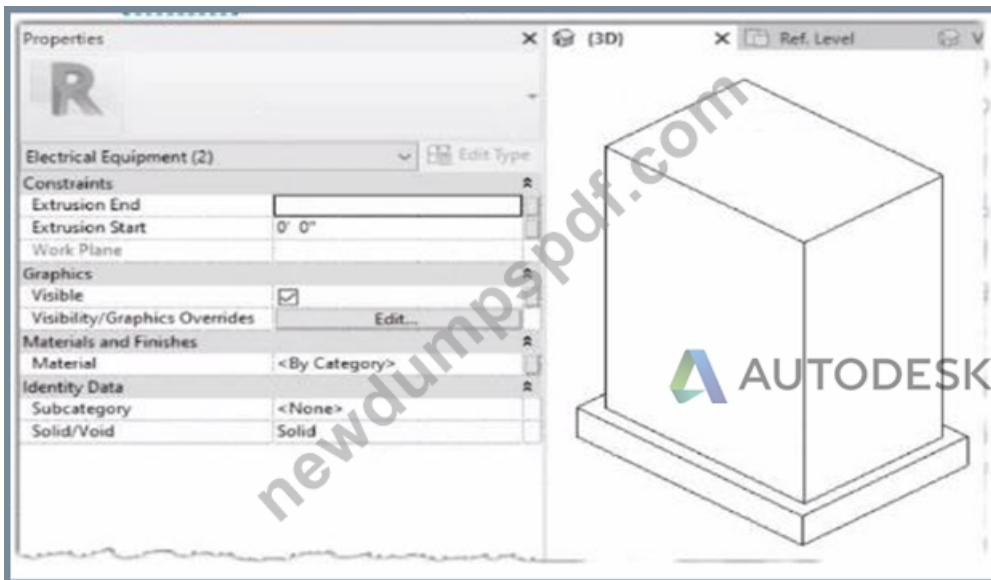 Properties
{3D}
Ref. Level
V
R
Electrical Equipment (2)
Edit Type
Constraints
Extrusion End
Extrusion Start 0' 0"
Work Plane
Graphics
Visible
Visibility/Graphics Overrides Edit...
Materials and Finishes
Material <By Category>
Identity Data
Subcategory <None>
Solid/Void Solid
AUTODESK
newdumpspdf.com